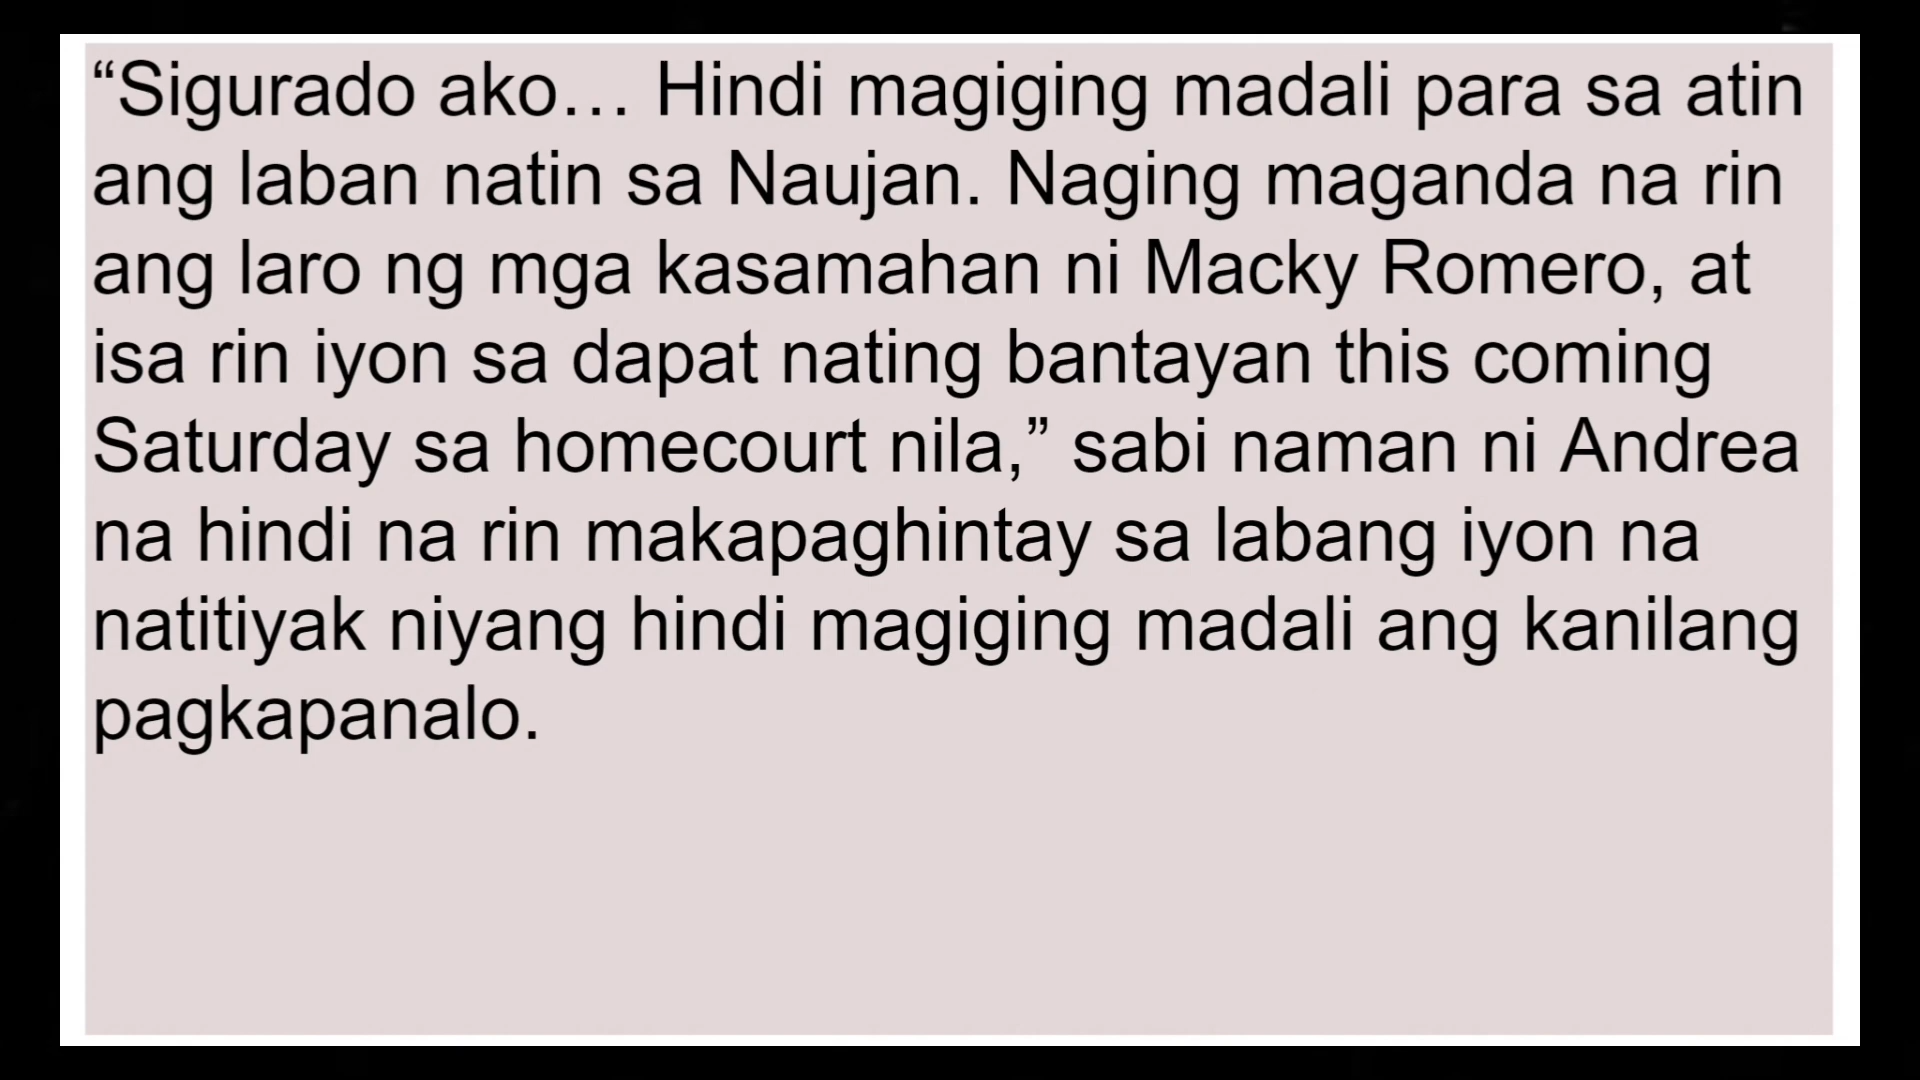 “Sigurado ako… Hindi magiging madali para sa atin
ang laban natin sa Naujan. Naging maganda na rin
ang laro ng mga kasamahan ni Macky Romero, at
isa rin iyon sa dapat nating bantayan this coming
Saturday sa homecourt nila,” sabi naman ni Andrea
na hindi na rin makapaghintay sa labang iyon na
natitiyak niyang hindi magiging madali ang kanilang
pagkapanalo.